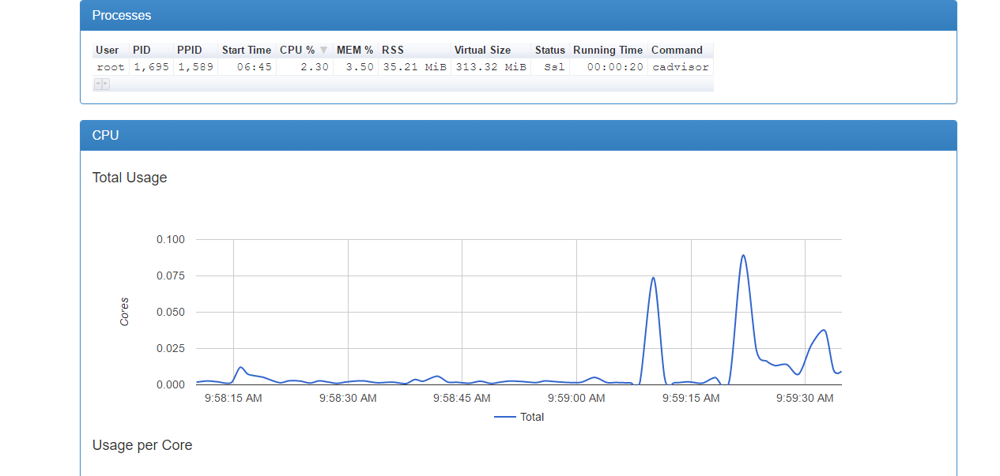 Processes
User PID PPID Start Time CPU % ▼ MEM % RSS Virtual Size Status Running Time Command
root 1,695 1,589 06:45 2.30 3.50 35.21 MiB 313.32 MiB Ssl 00:00:20 cadvisor
CPU
Total Usage
0.100
0.075
0.050
0.025
0.000
Cores
9:58:15 AM 9:58:30 AM 9:58:45 AM 9:59:00 AM 9:59:15 AM 9:59:30 AM
Total
Usage per Core